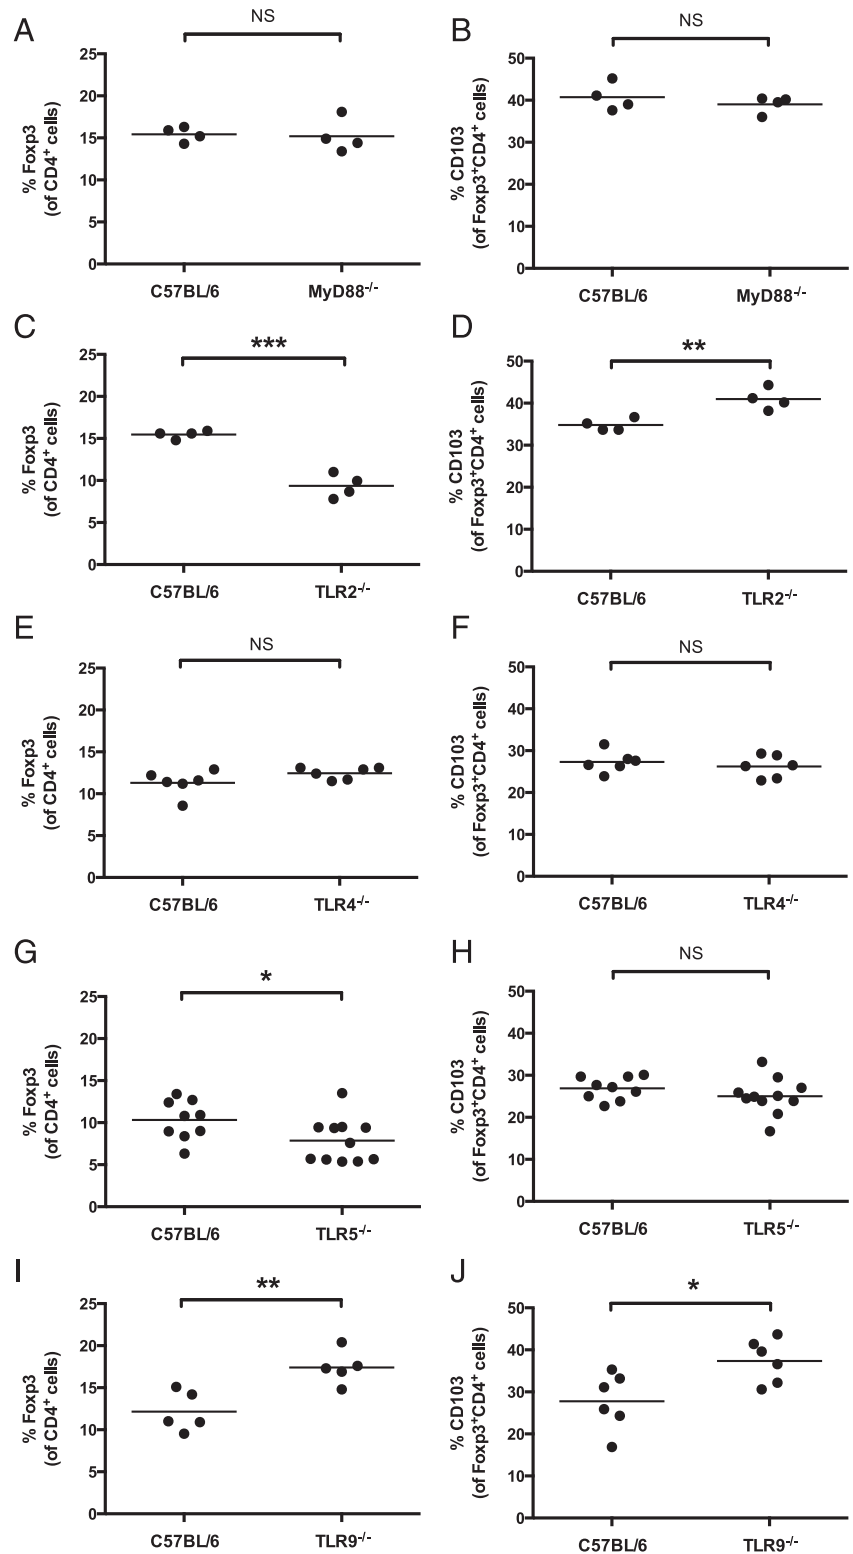 A
NS
% Foxp3
(of CD4+ cells)
25
20
15
10
5
0
C57BL/6
MyD88-/-
B
NS
% CD103
(of Foxp3+CD4+ cells)
50
40
30
20
10
0
C57BL/6
MyD88-/-
C
***
% Foxp3
(of CD4+ cells)
25
20
15
10
5
0
C57BL/6
TLR2-/-
D
**
% CD103
(of Foxp3+CD4+ cells)
50
40
30
20
10
0
C57BL/6
TLR2-/-
E
NS
% Foxp3
(of CD4+ cells)
25
20
15
10
5
0
C57BL/6
TLR4-/-
F
NS
% CD103
(of Foxp3+CD4+ cells)
50
40
30
20
10
0
C57BL/6
TLR4-/-
G
*
% Foxp3
(of CD4+ cells)
25
20
15
10
5
0
C57BL/6
TLR5-/-
H
NS
% CD103
(of Foxp3+CD4+ cells)
50
40
30
20
10
0
C57BL/6
TLR5-/-
I
**
% Foxp3
(of CD4+ cells)
25
20
15
10
5
0
C57BL/6
TLR9-/-
J
*
% CD103
(of Foxp3+CD4+ cells)
50
40
30
20
10
0
C57BL/6
TLR9-/-